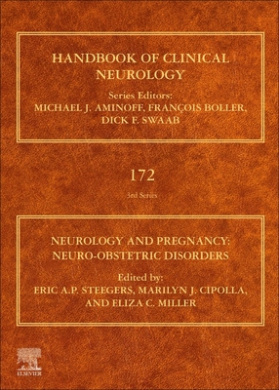 HANDBOOK OF CLINICAL
NEUROLOGY
Series Editors:
MICHAEL J. AMINOFF, FRANÇOIS BOLLER,
DICK F. SWAAB
172
3rd Series
NEUROLOGY AND PREGNANCY:
NEURO-OBSTETRIC DISORDERS
Edited by:
ERIC A.P. STEEGERS, MARILYN J. CIPOLLA,
AND ELIZA C. MILLER
ELSEVIER